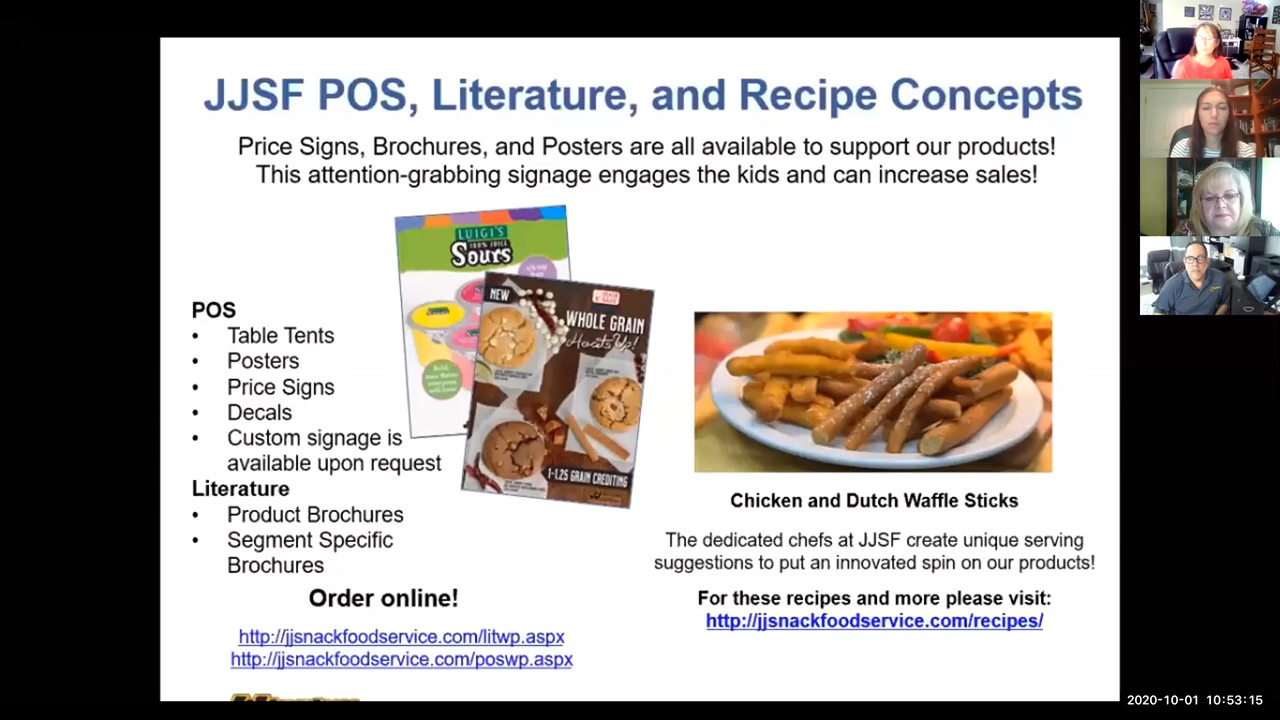 JJSF POS, Literature, and Recipe Concepts
Price Signs, Brochures, and Posters are all available to support our products!
This attention-grabbing signage engages the kids and can increase sales!
LUIGI'S
100% JUICE
Sours
NEW
WHOLE GRAIN
Heats Up!
1-1.25 GRAIN CREDITING
POS
• Table Tents
• Posters
• Price Signs
• Decals
• Custom signage is
available upon request
Literature
• Product Brochures
• Segment Specific
Brochures
Order online!
http://jjsnackfoodservice.com/litwp.aspx
http://jjsnackfoodservice.com/poswp.aspx
Chicken and Dutch Waffle Sticks
The dedicated chefs at JJSF create unique serving
suggestions to put an innovated spin on our products!
For these recipes and more please visit:
http://jjsnackfoodservice.com/recipes/
2020-10-01 10:53:15